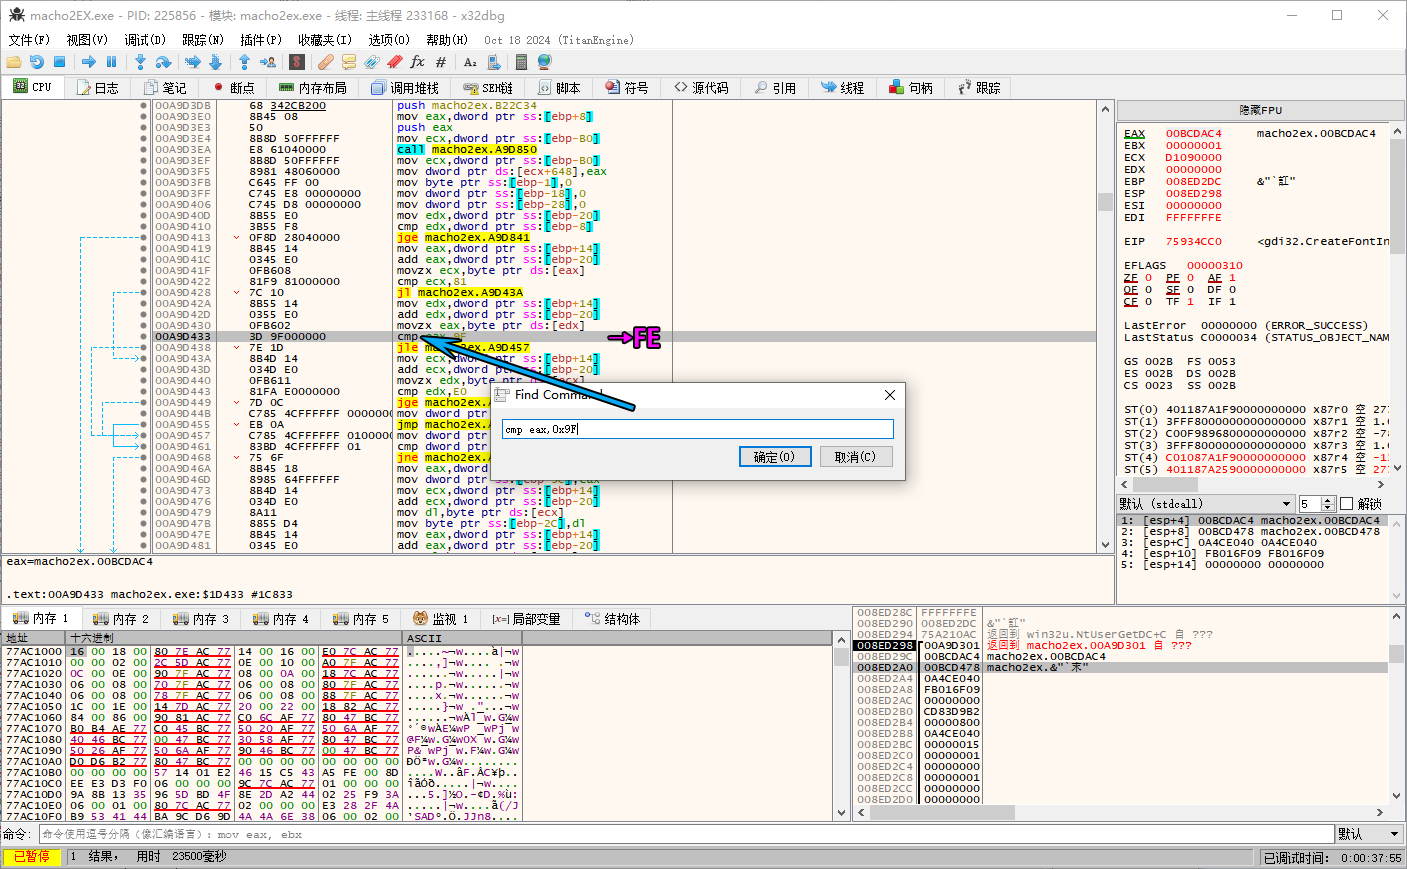 macho2EX.exe - PID: 225856 - 模块: macho2ex.exe - 线程: 主线程 233168 - x32dbg
文件(F) 视图(V) 调试(D) 跟踪(N) 插件(P) 收藏夹(I) 选项(O) 帮助(H) Oct 18 2024 (TitanEngine)
CPU 日志 笔记 断点 内存布局 调用堆栈 SEH链 脚本 符号 源代码 引用 线程 句柄 跟踪
00A9D3DB 68 342CB200 push macho2ex.B22C34
00A9D3E0 8B45 08 mov eax,dword ptr ss:[ebp+8]
00A9D3E3 50 push eax
00A9D3E4 8B8D 50FFFFFF mov ecx,dword ptr ss:[ebp-B0]
00A9D3EA E8 61040000 call macho2ex.A9D850
00A9D3EF 8B8D 50FFFFFF mov ecx,dword ptr ss:[ebp-B0]
00A9D3F5 8981 48060000 mov dword ptr ds:[ecx+648],eax
00A9D3FB C645 FF 00 mov byte ptr ss:[ebp-1],0
00A9D3FF C745 E8 00000000 mov dword ptr ss:[ebp-18],0
00A9D406 C745 D8 00000000 mov dword ptr ss:[ebp-28],0
00A9D40D 8B55 E0 mov edx,dword ptr ss:[ebp-20]
00A9D410 3B55 F8 cmp edx,dword ptr ss:[ebp-8]
00A9D413 0F8D 28040000 jge macho2ex.A9D841
00A9D419 8B45 14 mov eax,dword ptr ss:[ebp+14]
00A9D41C 0345 E0 add eax,dword ptr ss:[ebp-20]
00A9D41F 0FB608 movzx ecx,byte ptr ds:[eax]
00A9D422 81F9 81000000 cmp ecx,81
00A9D428 7C 10 jl macho2ex.A9D43A
00A9D42A 8B55 14 mov edx,dword ptr ss:[ebp+14]
00A9D42D 0355 E0 add edx,dword ptr ss:[ebp-20]
00A9D430 0FB602 movzx eax,byte ptr ds:[edx]
00A9D433 3D 9F000000 cmp eax,9F →FE
00A9D438 7E 1D jle macho2ex.A9D457
00A9D43A 8B4D 14 mov ecx,dword ptr ss:[ebp+14]
00A9D43D 034D E0 add ecx,dword ptr ss:[ebp-20]
00A9D440 0FB611 movzx edx,byte ptr ds:[ecx]
00A9D443 81FA E0000000 cmp edx,E0
00A9D449 7D 0C jge macho2ex.
00A9D44B C785 4CFFFFFF 0000000 mov dword pt
00A9D455 EB 0A jmp macho2ex.
00A9D457 C785 4CFFFFFF 0100000 mov dword pt
00A9D461 83BD 4CFFFFFF 01 cmp dword pt
00A9D468 75 6F jne macho2ex.
00A9D46A 8B45 18 mov eax,dword
00A9D46D 8985 64FFFFFF mov dword ptr ss:[ebp-9C],eax
00A9D473 8B4D 14 mov ecx,dword ptr ss:[ebp+14]
00A9D476 034D E0 add ecx,dword ptr ss:[ebp-20]
00A9D479 8A11 mov dl,byte ptr ds:[ecx]
00A9D47B 8855 D4 mov byte ptr ss:[ebp-2C],dl
00A9D47E 8B45 14 mov eax,dword ptr ss:[ebp+14]
00A9D481 0345 E0 add eax,dword ptr ss:[ebp-20]
Find Command
cmp eax,0x9F
确定(O) 取消(C)
eax=macho2ex.00BCDAC4
.text:00A9D433 macho2ex.exe:$1D433 #1C833
隐藏FPU
EAX 00BCDAC4 macho2ex.00BCDAC4
EBX 00000001
ECX D1090000
EDX 00000000
EBP 008ED2DC &"`缸"
ESP 008ED298
ESI 00000000
EDI FFFFFFFE
EIP 75934CC0 <gdi32.CreateFontIn
EFLAGS 00000310
ZF 0 PF 0 AF 1
OF 0 SF 0 DF 0
CF 0 TF 1 IF 1
LastError 00000000 (ERROR_SUCCESS)
LastStatus C0000034 (STATUS_OBJECT_NAM
GS 002B FS 0053
ES 002B DS 002B
CS 0023 SS 002B
ST(0) 401187A1F90000000000 x87r0 空 27
ST(1) 3FFF8000000000000000 x87r1 空 1.
ST(2) C00F9896800000000000 x87r2 空 -7
ST(3) 3FFF8000000000000000 x87r3 空 1.
ST(4) C01087A1F90000000000 x87r4 空 -1
ST(5) 401187A2590000000000 x87r5 空 27
默认 (stdcall) 5 解锁
1: [esp+4] 00BCDAC4 macho2ex.00BCDAC4
2: [esp+8] 00BCD478 macho2ex.00BCD478
3: [esp+C] 0A4CE040 0A4CE040
4: [esp+10] FB016F09 FB016F09
5: [esp+14] 00000000 00000000
内存 1 内存 2 内存 3 内存 4 内存 5 监视 1 [x=]局部变量 结构体
地址 十六进制 ASCII
77AC1000 16 00 18 00 80 7E AC 77 14 00 16 00 E0 7C AC 77
77AC1010 00 00 02 00 2C 5D AC 77 0E 00 10 00 A0 7F AC 77
77AC1020 0C 00 0E 00 90 7F AC 77 08 00 0A 00 18 7C AC 77
77AC1030 06 00 08 00 70 7F AC 77 06 00 08 00 80 7F AC 77
77AC1040 06 00 08 00 78 7F AC 77 06 00 08 00 88 7F AC 77
77AC1050 1C 00 1E 00 14 7D AC 77 20 00 22 00 18 82 AC 77
77AC1060 84 00 86 00 90 81 AC 77 C0 6C AF 77 80 47 BC 77
77AC1070 B0 B4 AE 77 C0 45 BC 77 50 20 AF 77 50 6A AF 77
77AC1080 40 46 BC 77 00 47 BC 77 30 58 AF 77 80 46 BC 77
77AC1090 50 26 AF 77 50 6A AF 77 90 46 BC 77 00 47 BC 77
77AC10A0 D0 D6 B2 77 80 47 BC 77 00 00 00 00 00 00 00 00
77AC10B0 00 00 00 00 57 14 01 E2 46 15 C5 43 A5 FE 00 8D
77AC10C0 EE E3 D3 F0 06 00 00 00 9C 7C AC 77 01 00 00 00
77AC10D0 9A 8B 13 35 96 5D BD 4F 8E 2D A2 44 02 25 F9 3A
77AC10E0 06 00 01 00 80 7C AC 77 02 00 00 00 E3 28 2F 4A
77AC10F0 B9 53 41 44 BA 9C D6 9D 4A 4A 6E 38 06 00 02 00
008ED28C FFFFFFFE
008ED290 008ED2DC &"`缸"
008ED294 75A210AC 返回到 win32u.NtUserGetDC+C 自 ???
008ED298 00A9D301 返回到 macho2ex.00A9D301 自 ???
008ED29C 00BCDAC4 macho2ex.00BCDAC4
008ED2A0 00BCD478 macho2ex.&"`宋"
008ED2A4 0A4CE040
008ED2A8 FB016F09
008ED2AC 00000000
008ED2B0 CD83D9B2
008ED2B4 00000800
008ED2B8 0A4CE040
008ED2BC 00000015
008ED2C0 00000001
008ED2C4 00000000
008ED2C8 00000001
008ED2CC 00000001
008ED2D0 00000000
命令: 命令使用逗号分隔（像汇编语言）: mov eax, ebx 默认
已暂停 1 结果， 用时 23500毫秒 已调试时间: 0:00:37:55